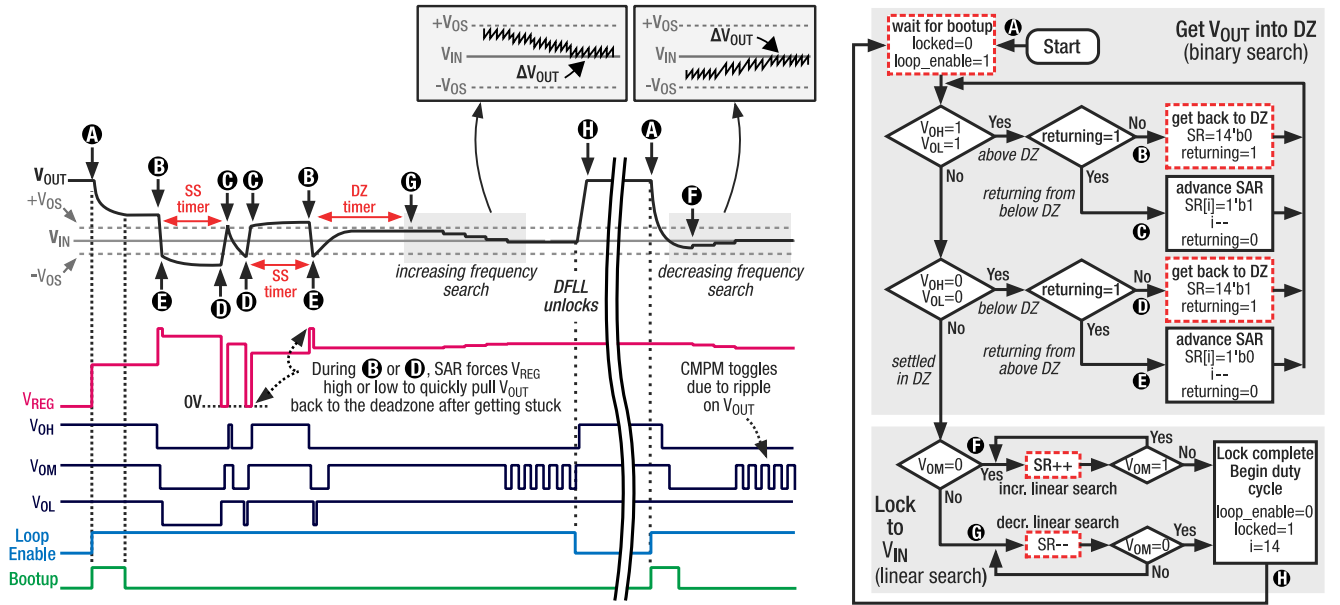 +VOS
VIN
-VOS
ΔVOUT
+VOS
VIN
-VOS
ΔVOUT
A
B
C
C
B
G
H
A
F
VOUT
+VOS
VIN
-VOS
SS
timer
DZ
timer
SS
timer
E
D
D
E
increasing frequency
search
DFLL
unlocks
decreasing frequency
search
During B or D, SAR forces VREG
high or low to quickly pull VOUT
back to the deadzone after getting stuck
0V
CMPM toggles
due to ripple
on VOUT
VREG
VOH
VOM
VOL
Loop
Enable
Bootup
Get VOUT into DZ
(binary search)
wait for bootup
locked=0
loop_enable=1
A
Start
VOH=1
VOL=1
Yes
above DZ
No
returning=1
No
B
get back to DZ
SR=14'b0
returning=1
Yes
returning from
below DZ
C
advance SAR
SR[i]=1'b1
i--
returning=0
VOH=0
VOL=0
Yes
below DZ
No
returning=1
No
D
get back to DZ
SR=14'b1
returning=1
Yes
returning from
above DZ
E
advance SAR
SR[i]=1'b0
i--
returning=0
settled
in DZ
Lock
to
VIN
(linear search)
VOM=0
F
Yes
SR++
incr. linear search
VOM=1
Yes
No
No
G
decr. linear search
SR--
VOM=0
Yes
No
Lock complete
Begin duty
cycle
loop_enable=0
locked=1
i=14
H